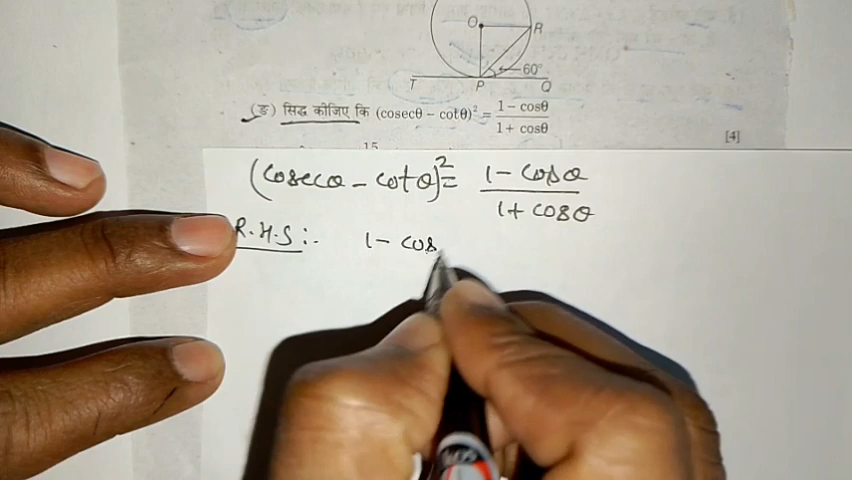 O R
60°
T P Q
(ङ) सिद्ध कीजिए कि (cosecθ – cotθ)² = 1 – cosθ / 1 + cosθ
[4]
15
(cosecθ – cotθ)² = 1 – cosθ / 1 + cosθ
R.H.S :- 1 – cos